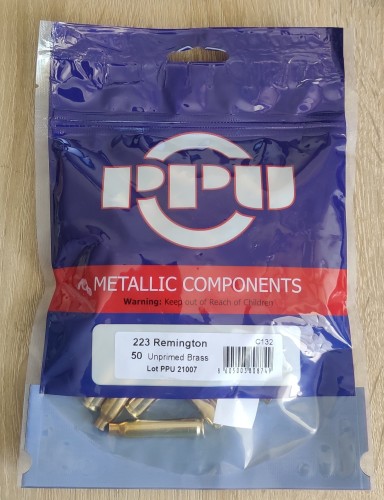 PPU
METALLIC COMPONENTS
Warning: Keep out of Reach of Children
223 Remington
C132
50 Unprimed Brass
Lot PPU 21007